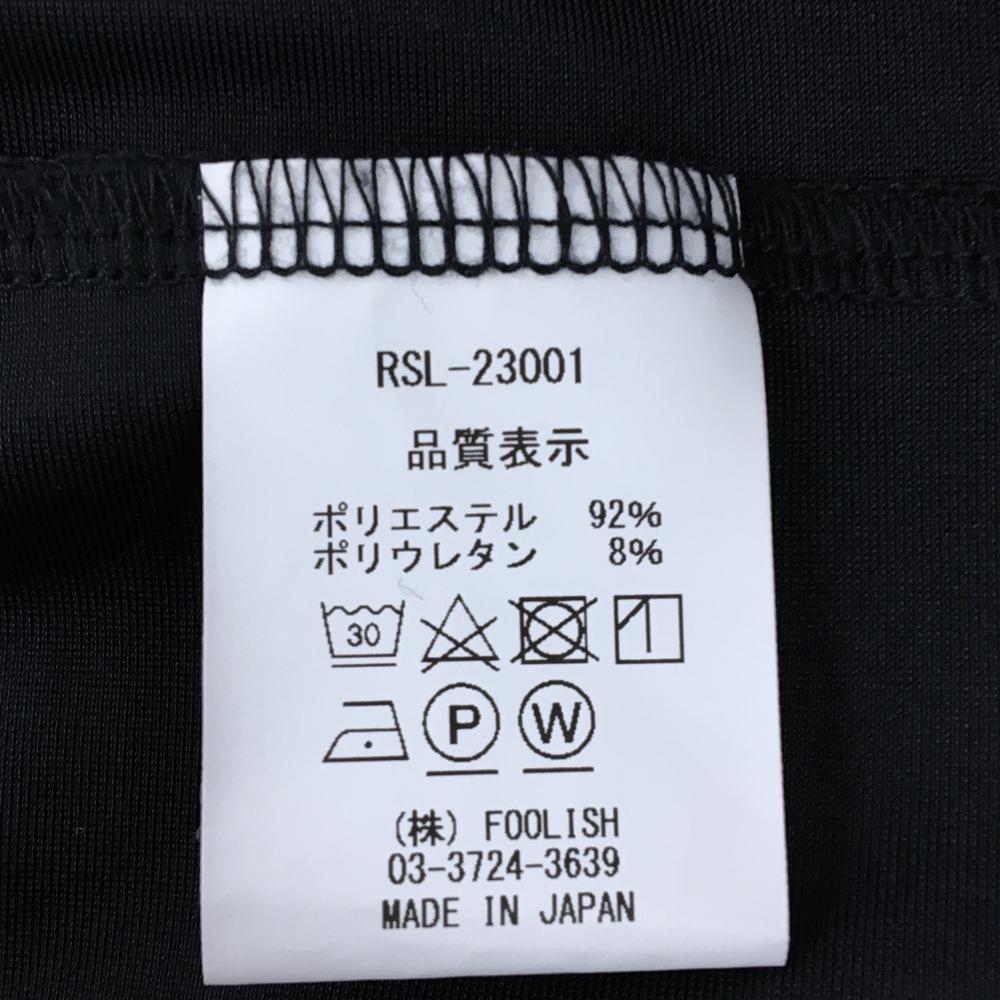 RSL-23001
品質表示
ポリエステル 92%
ポリウレタン 8%
30
P W
(株) FOOLISH
03-3724-3639
MADE IN JAPAN